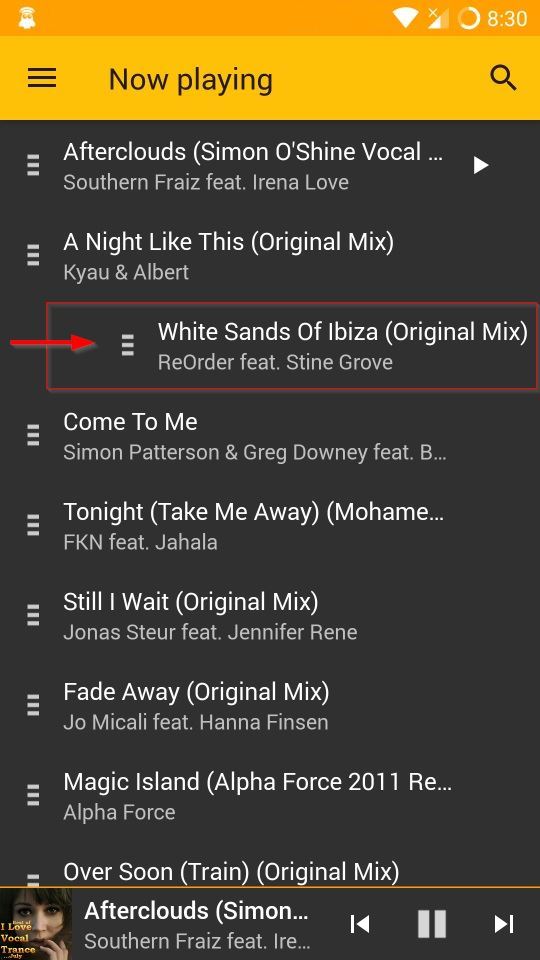 8:30
Now playing
Afterclouds (Simon O'Shine Vocal ...
Southern Fraiz feat. Irena Love
A Night Like This (Original Mix)
Kyau & Albert
White Sands Of Ibiza (Original Mix)
ReOrder feat. Stine Grove
Come To Me
Simon Patterson & Greg Downey feat. B...
Tonight (Take Me Away) (Mohame...
FKN feat. Jahala
Still I Wait (Original Mix)
Jonas Steur feat. Jennifer Rene
Fade Away (Original Mix)
Jo Micali feat. Hanna Finsen
Magic Island (Alpha Force 2011 Re...
Alpha Force
Over Soon (Train) (Original Mix)
Best of
I Love
Vocal
Trance
...July
Afterclouds (Simon...
Southern Fraiz feat. Ire...